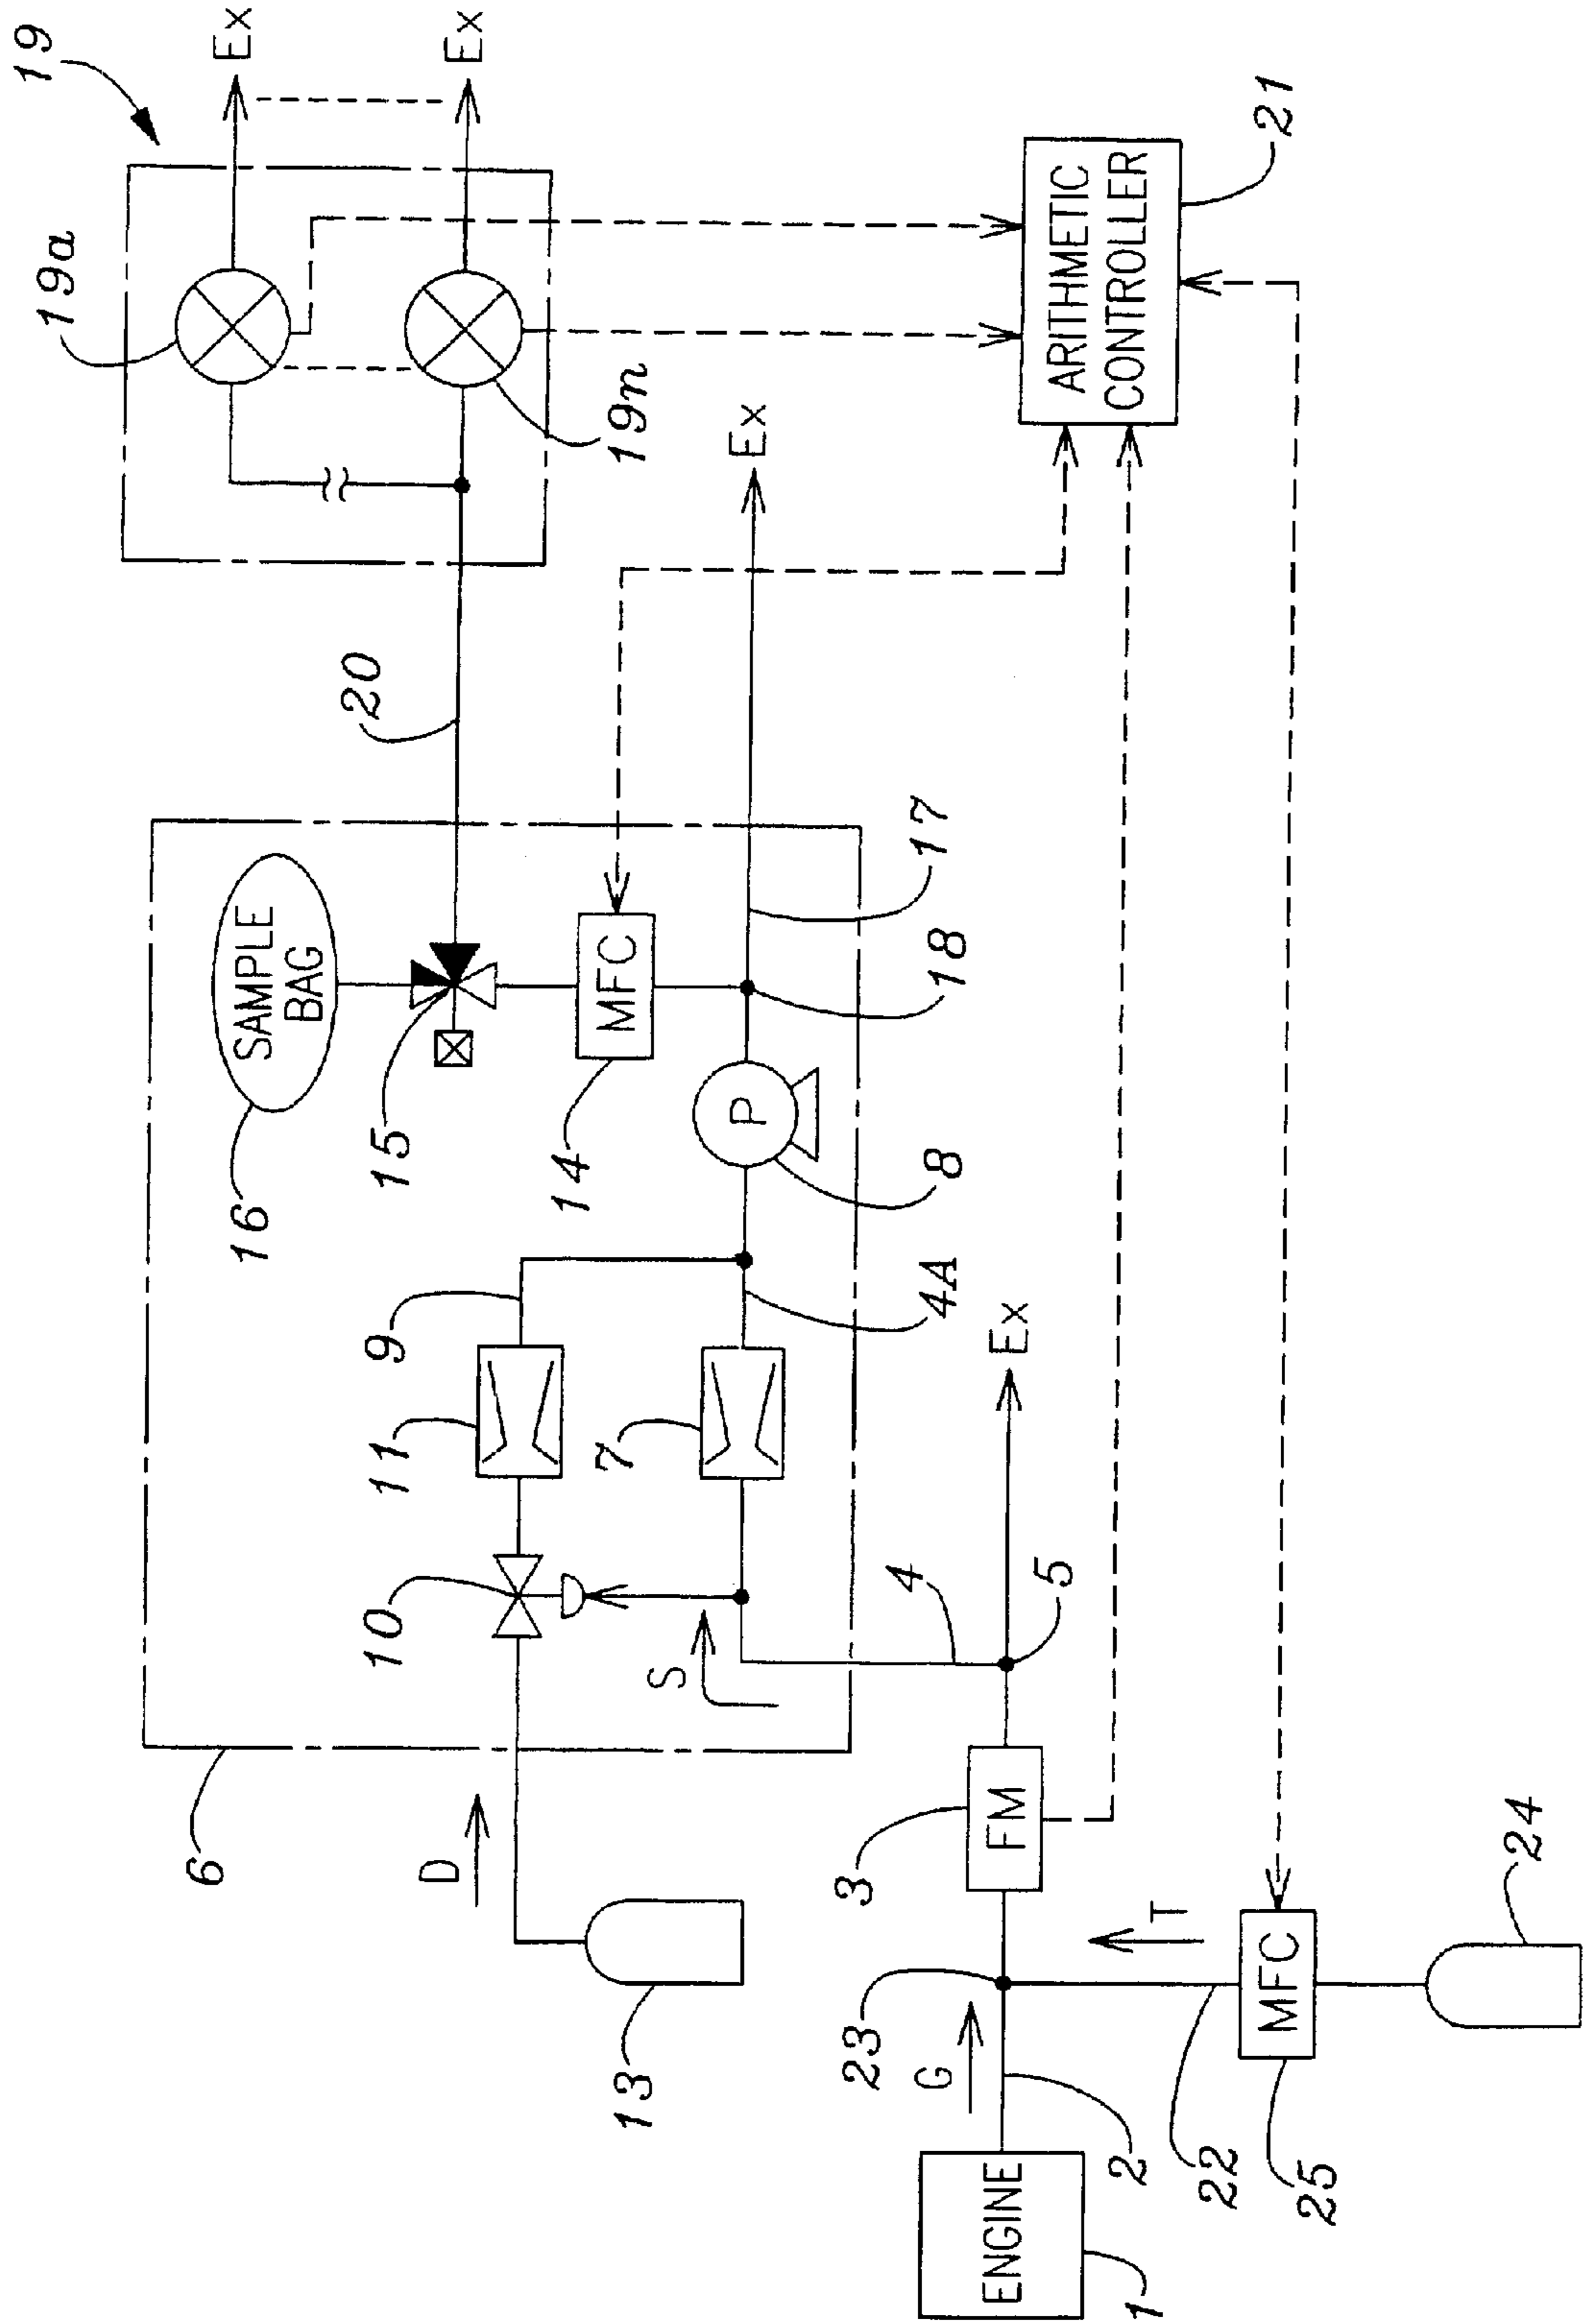 19
19a
Ex
6
16
SAMPLE
BAG
20
10
11
9
15
D
Ex
14
7
MFC
19n
13
S
P
Ex
3
23
4
G
8
4A
18
17
ENGINE
FM
Ex
5
ARITHMETIC
CONTROLLER
1
2
T
22
MFC
21
25
24